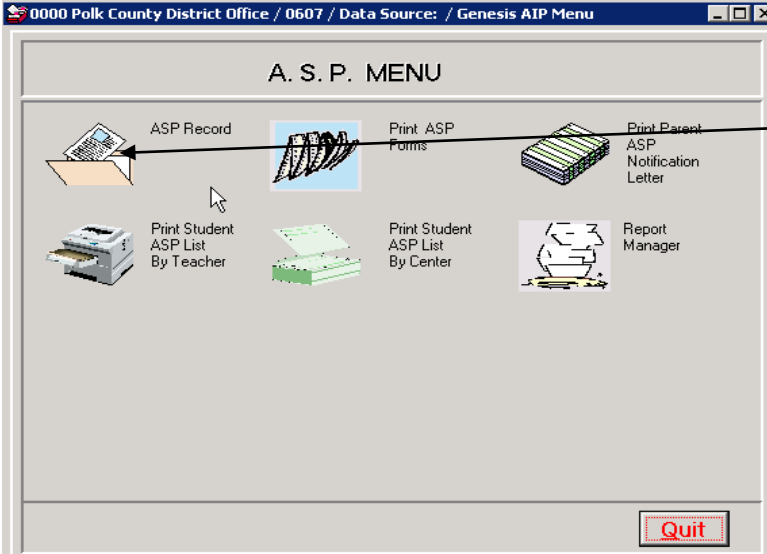 0000 Polk County District Office / 0607 / Data Source: / Genesis AIP Menu
A. S. P. MENU
ASP Record
Print ASP
Forms
Print Parent
ASP
Notification
Letter
Print Student
ASP List
By Teacher
Print Student
ASP List
By Center
Report
Manager
Quit